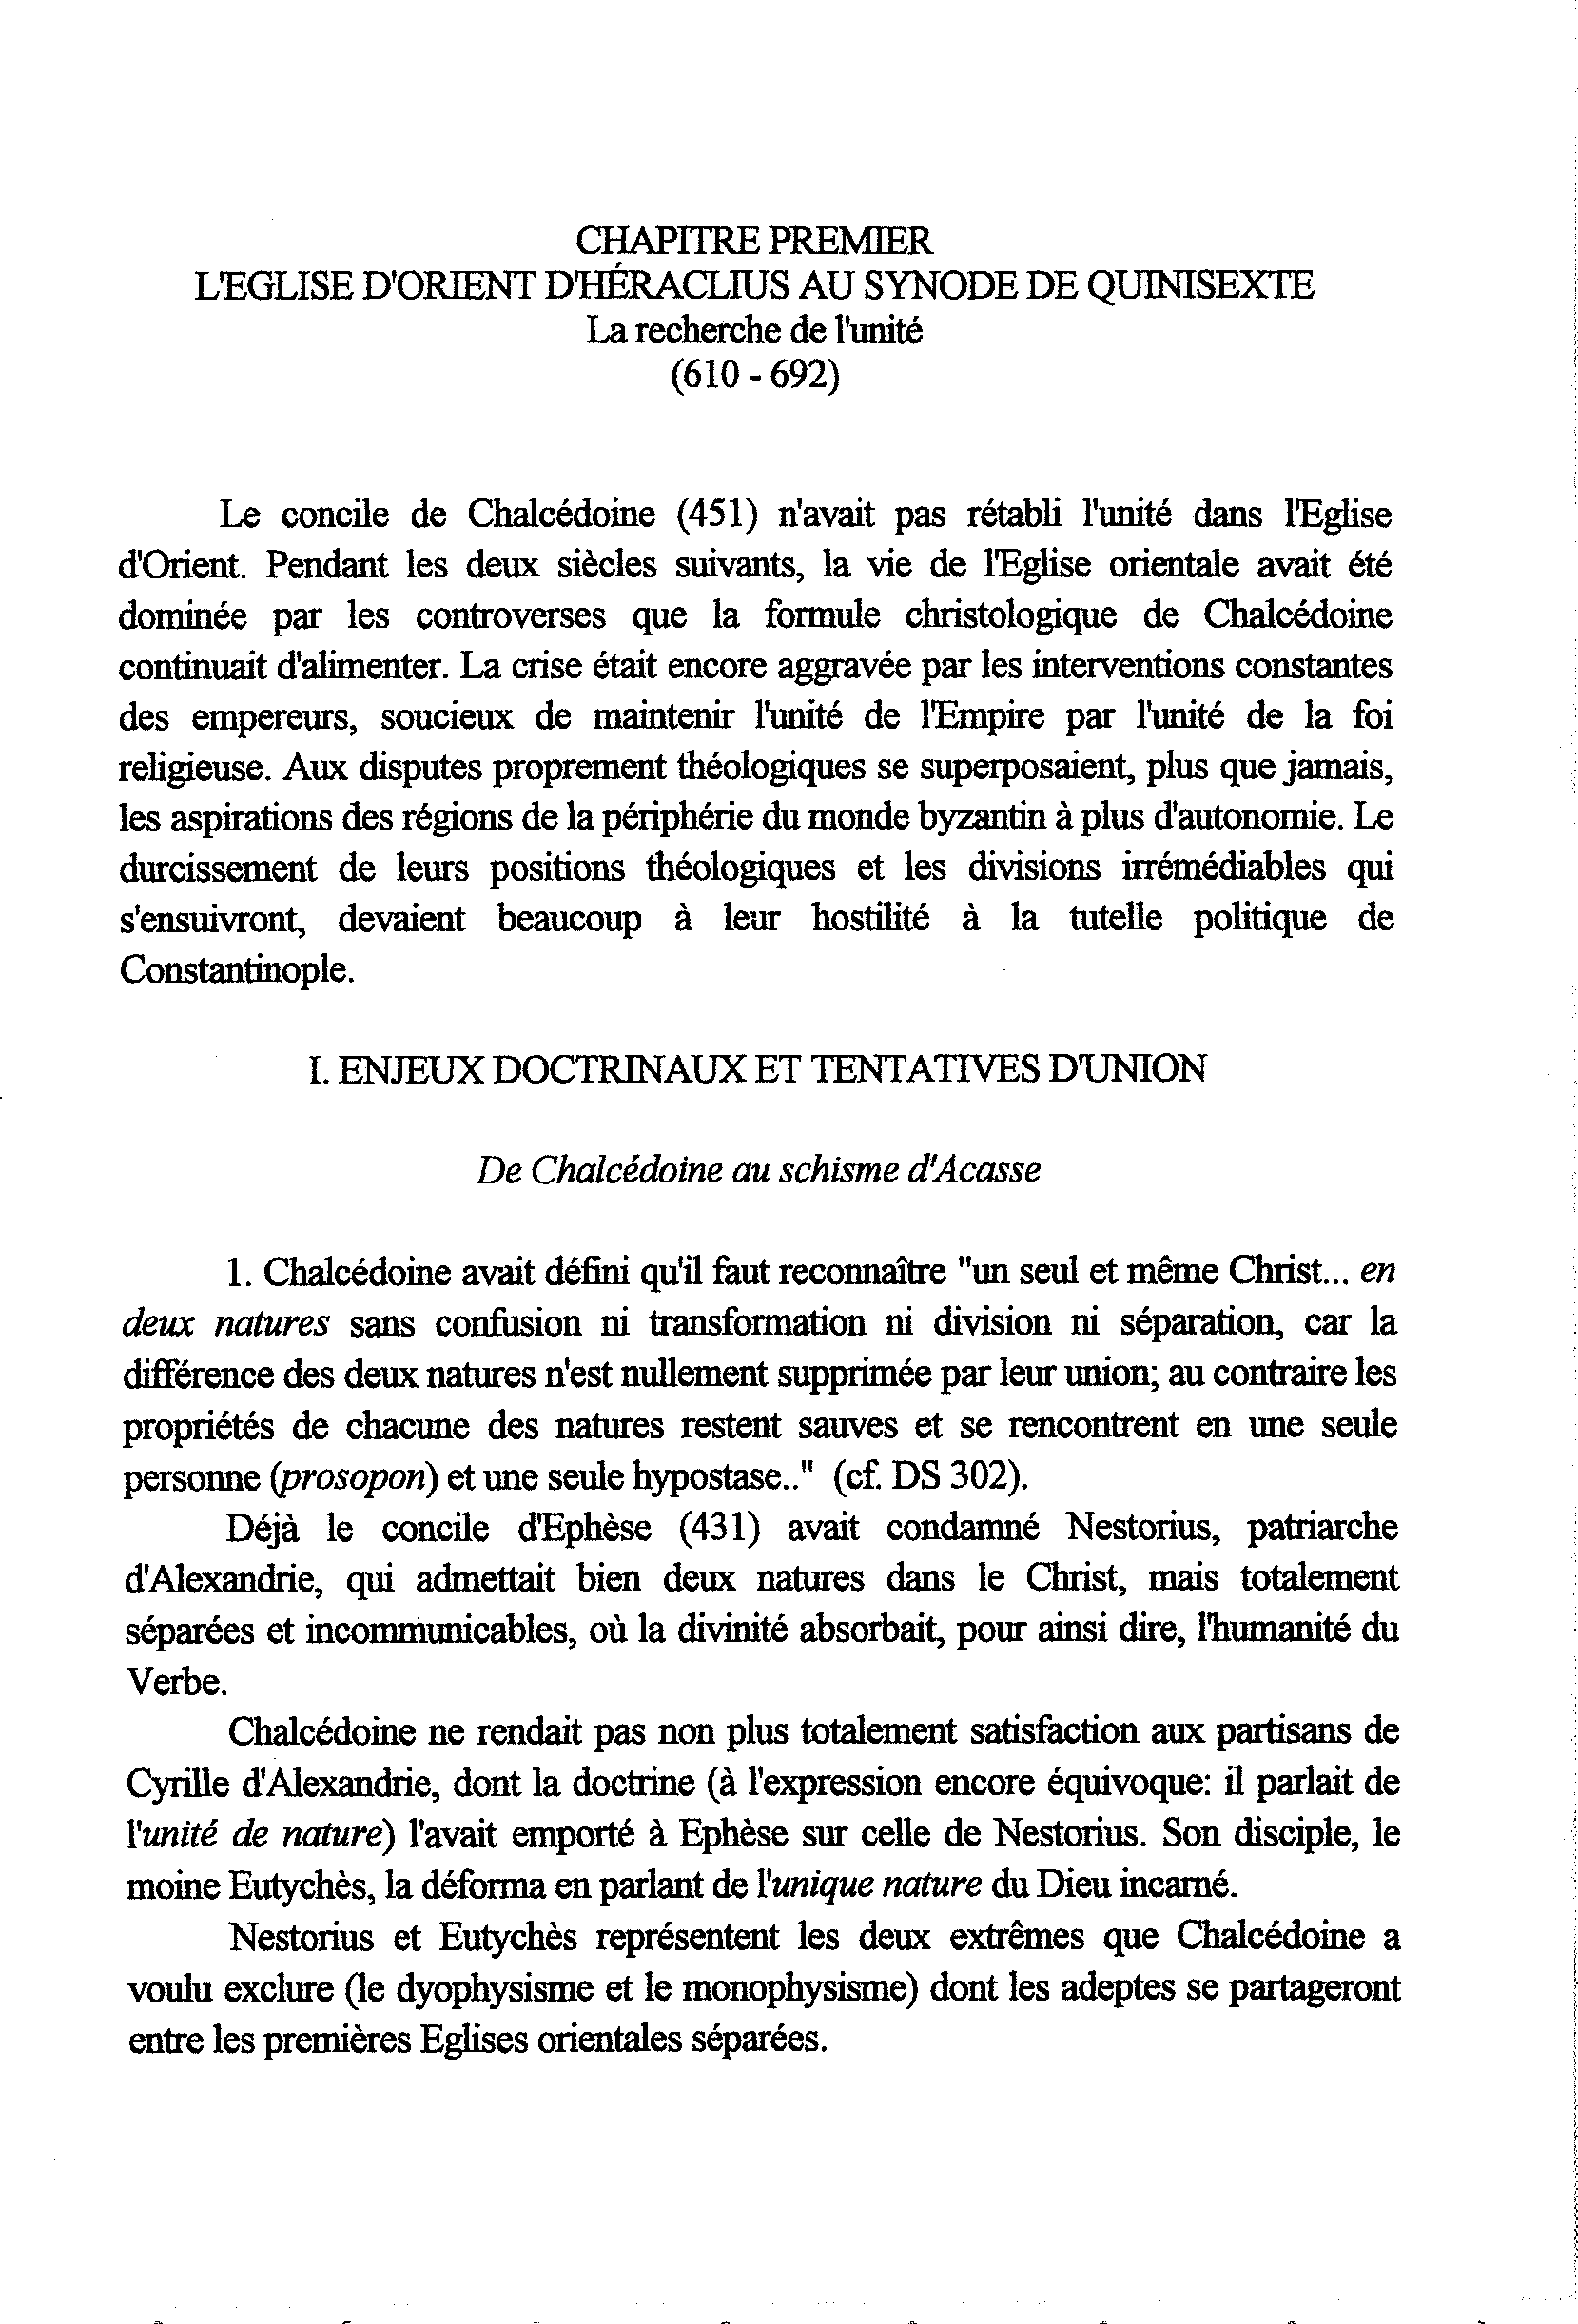 CHAPITRE PREMIER
L'EGLISE D'ORIENT D'HÉRACLIUS AU SYNODE DE QUINISEXTE
La recherche de l'unité
(610 - 692)
Le concile de Chalcédoine (451) n'avait pas rétabli l'unité dans l'Eglise
d'Orient. Pendant les deux siècles suivants, la vie de l'Eglise orientale avait été
dominée par les controverses que la formule christologique de Chalcédoine
continuait d'alimenter. La crise était encore aggravée par les interventions constantes
des empereurs, soucieux de maintenir l'unité de l'Empire par l'unité de la foi
religieuse. Aux disputes proprement théologiques se superposaient, plus que jamais,
les aspirations des régions de la périphérie du monde byzantin à plus d'autonomie. Le
durcissement de leurs positions théologiques et les divisions irrémédiables qui
s'ensuivront, devaient beaucoup à leur hostilité à la tutelle politique de
Constantinople.
I. ENJEUX DOCTRINAUX ET TENTATIVES D'UNION
De Chalcédoine au schisme d'Acasse
1. Chalcédoine avait défini qu'il faut reconnaître "un seul et même Christ... en
deux natures sans confusion ni transformation ni division ni séparation, car la
différence des deux natures n'est nullement supprimée par leur union; au contraire les
propriétés de chacune des natures restent sauves et se rencontrent en une seule
personne (prosopon) et une seule hypostase.." (cf. DS 302).
Déjà le concile d'Ephèse (431) avait condamné Nestorius, patriarche
d'Alexandrie, qui admettait bien deux natures dans le Christ, mais totalement
séparées et incommunicables, où la divinité absorbait, pour ainsi dire, l'humanité du
Verbe.
Chalcédoine ne rendait pas non plus totalement satisfaction aux partisans de
Cyrille d'Alexandrie, dont la doctrine (à l'expression encore équivoque: il parlait de
l'unité de nature) l'avait emporté à Ephèse sur celle de Nestorius. Son disciple, le
moine Eutychès, la déforma en parlant de l'unique nature du Dieu incarné.
Nestorius et Eutychès représentent les deux extrêmes que Chalcédoine a
voulu exclure (le dyophysisme et le monophysisme) dont les adeptes se partageront
entre les premières Eglises orientales séparées.